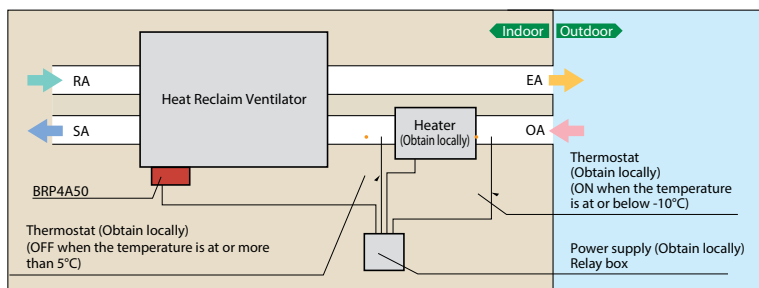 Indoor
Outdoor
RA
EA
Heat Reclaim Ventilator
SA
Heater
(Obtain locally)
OA
BRP4A50
Thermostat
(Obtain locally)
(ON when the temperature
is at or below -10°C)
Thermostat (Obtain locally)
(OFF when the temperature is at or more
than 5°C)
Power supply (Obtain locally)
Relay box